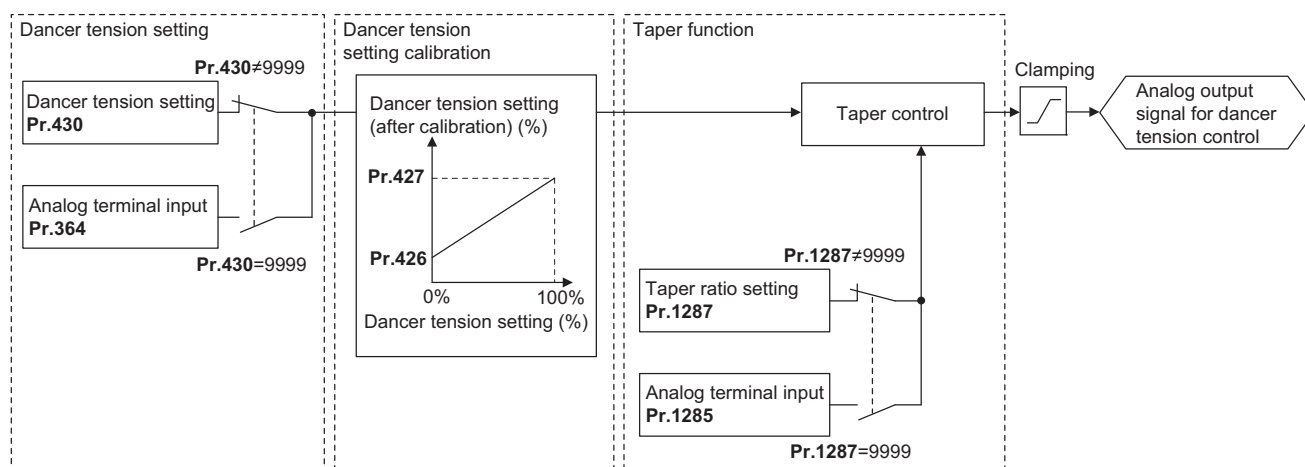 Dancer tension setting
Pr.430≠9999
Dancer tension setting
Pr.430
Analog terminal input
Pr.364
Pr.430=9999
Dancer tension
setting calibration
Dancer tension setting
(after calibration) (%)
Pr.427
Pr.426
0%
100%
Dancer tension setting (%)
Taper function
Taper control
Pr.1287≠9999
Taper ratio setting
Pr.1287
Analog terminal input
Pr.1285
Pr.1287=9999
Clamping
Analog output
signal for dancer
tension control